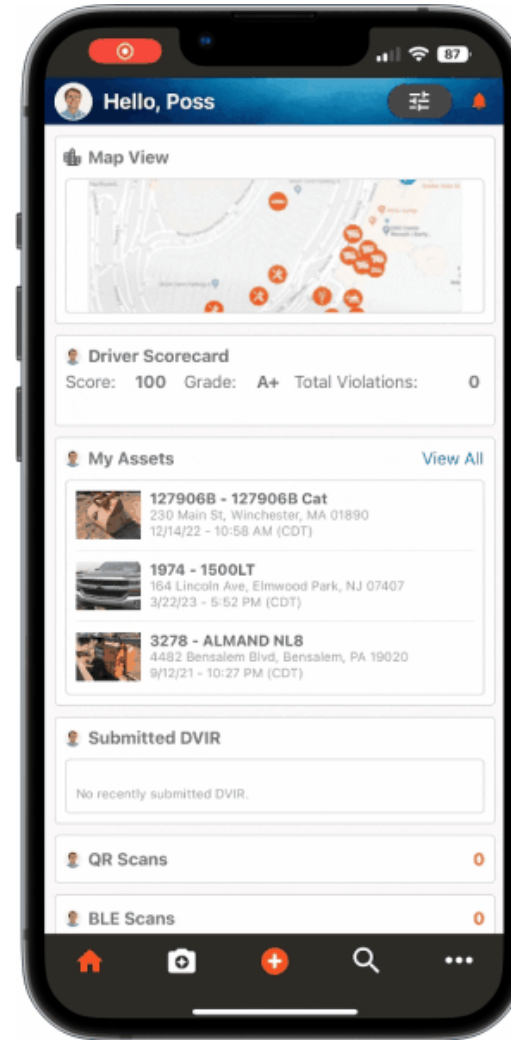 87
Hello, Poss
Map View
Driver Scorecard
Score: 100 Grade: A+ Total Violations: 0
My Assets View All
127906B - 127906B Cat
230 Main St, Winchester, MA 01890
12/14/22 - 10:58 AM (CDT)
1974 - 1500LT
164 Lincoln Ave, Elmwood Park, NJ 07407
3/22/23 - 5:52 PM (CDT)
3278 - ALMAND NL8
4482 Bensalem Blvd, Bensalem, PA 19020
9/12/21 - 10:27 PM (CDT)
Submitted DVIR
No recently submitted DVIR.
QR Scans 0
BLE Scans 0